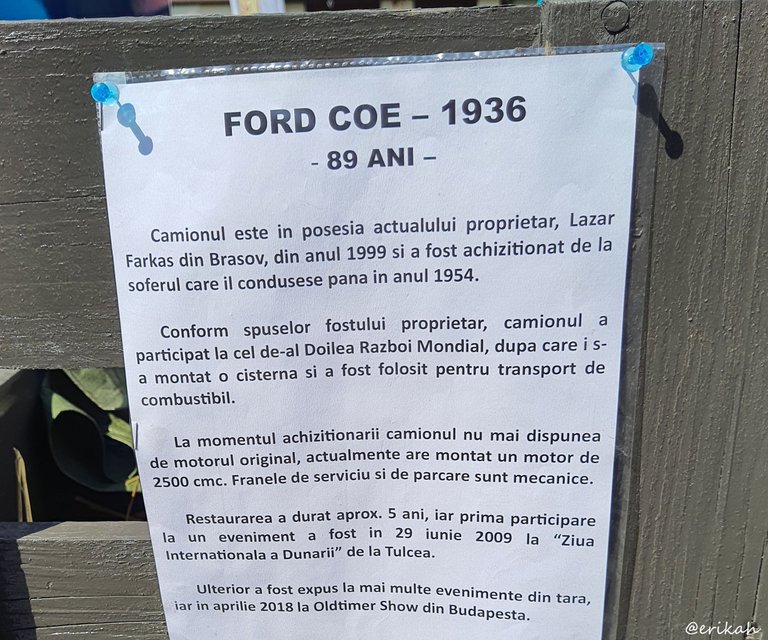 FORD COE – 1936
- 89 ANI –
Camionul este in posesia actualului proprietar, Lazar
Farkas din Brasov, din anul 1999 si a fost achizitionat de la
soferul care il condusese pana in anul 1954.
Conform spuselor fostului proprietar, camionul a
participat la cel de-al Doilea Razboi Mondial, dupa care i s-
a montat o cisterna si a fost folosit pentru transport de
combustibil.
La momentul achizitionarii camionul nu mai dispunea
de motorul original, actualmente are montat un motor de
2500 cmc. Franele de serviciu si de parcare sunt mecanice.
Restaurarea a durat aprox. 5 ani, iar prima participare
la un eveniment a fost in 29 iunie 2009 la “Ziua
Internationala a Dunarii” de la Tulcea.
Ulterior a fost expus la mai multe evenimente din tara,
iar in aprilie 2018 la Oldtimer Show din Budapesta.
@erikah